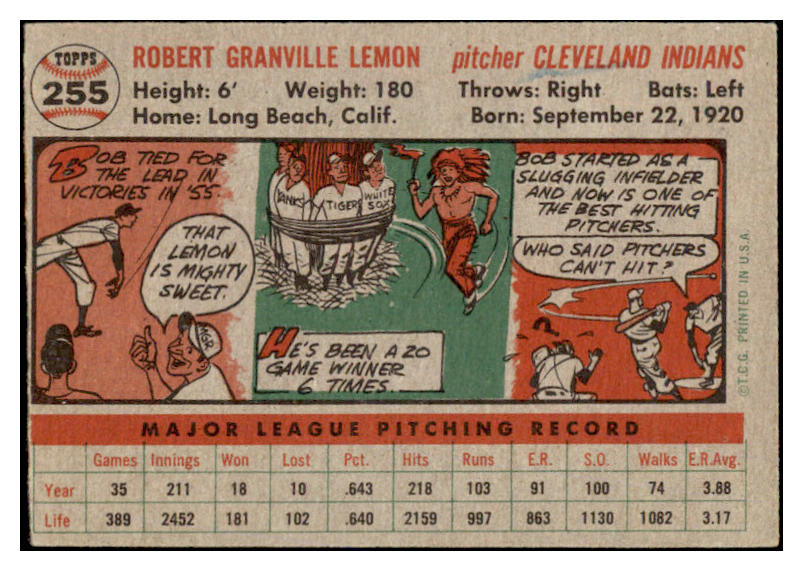 TOPPS
255
ROBERT GRANVILLE LEMON pitcher CLEVELAND INDIANS
Height: 6' Weight: 180 Throws: Right Bats: Left
Home: Long Beach, Calif. Born: September 22, 1920
BOB TIED FOR
THE LEAD IN
VICTORIES IN '55.
THAT
LEMON
IS MIGHTY
SWEET.
MGR
YANKS
TIGERS
WHITE
SOX
HE'S BEEN A 20
GAME WINNER
6 TIMES.
BOB STARTED AS A
SLUGGING INFIELDER
AND NOW IS ONE OF
THE BEST HITTING
PITCHERS.
WHO SAID PITCHERS
CAN'T HIT?
?
©T.C.G. PRINTED IN U.S.A.
MAJOR LEAGUE PITCHING RECORD
Games Innings Won Lost Pct. Hits Runs E.R. S.O. Walks E.R.Avg.
Year 35 211 18 10 .643 218 103 91 100 74 3.88
Life 389 2452 181 102 .640 2159 997 863 1130 1082 3.17